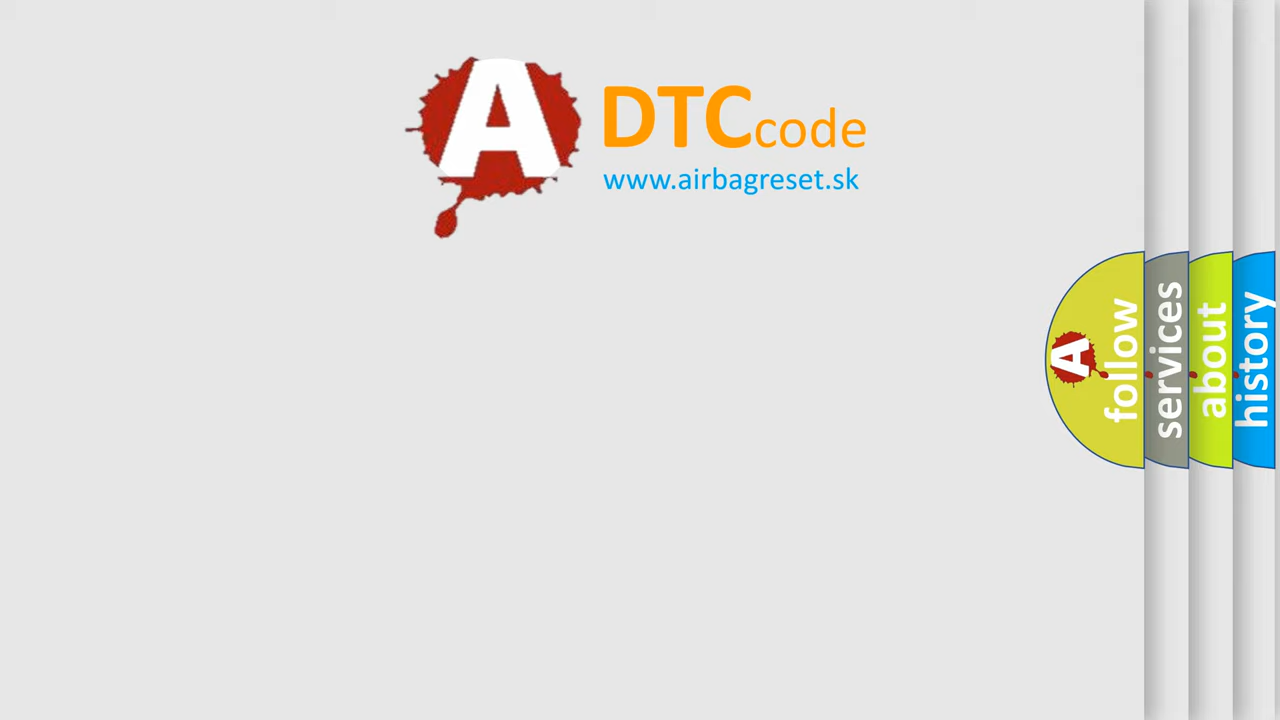 A
DTCcode
www.airbagreset.sk
A
follow
services
about
history